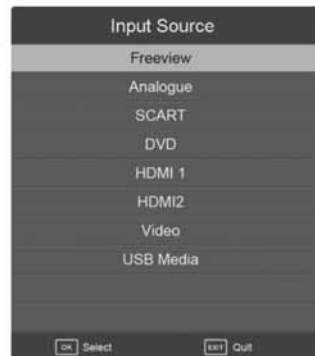 Input Source
Freeview
Analogue
SCART
DVD
HDMI 1
HDMI2
Video
USB Media
OK Select EXIT Quit